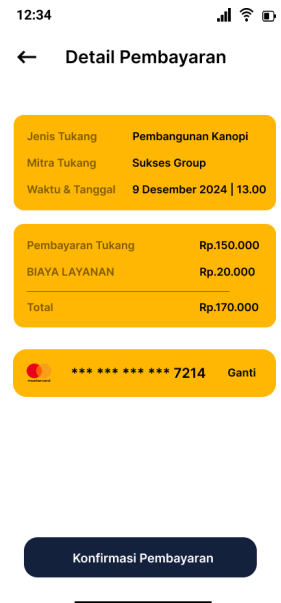 12:34
Detail Pembayaran
Jenis Tukang Pembangunan Kanopi
Mitra Tukang Sukses Group
Waktu & Tanggal 9 Desember 2024 | 13.00
Pembayaran Tukang Rp.150.000
BIAYA LAYANAN Rp.20.000
Total Rp.170.000
mastercard *** *** *** *** 7214 Ganti
Konfirmasi Pembayaran